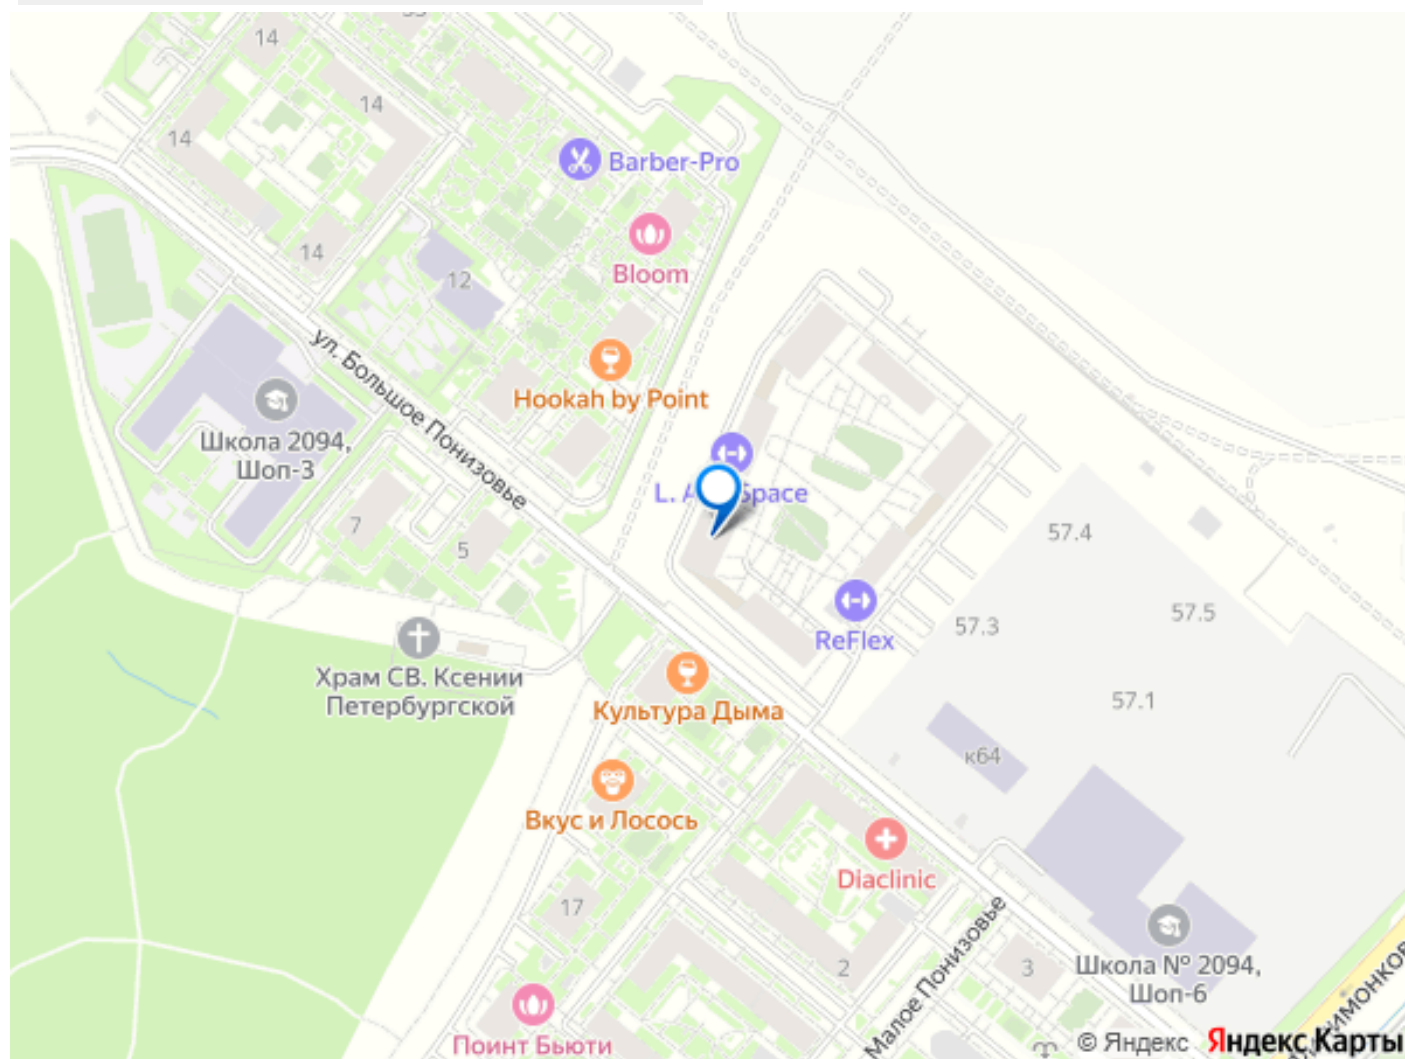 14
14
14
Barber-Pro
14
Bloom
12
ул. Большое Понизовье
Hookah by Point
Школа 2094,
Шоп-3
L. Space
7
5
57.4
57.5
57.3
ReFlex
Храм СВ. Ксении
Петербургской
Культура Дыма
57.1
к64
Вкус и Лосось
Diaclinic
17
Малое Понизовье
2
3
Школа № 2094,
Шоп-6
Поинт Бьюти
© Яндекс Яндекс Карты